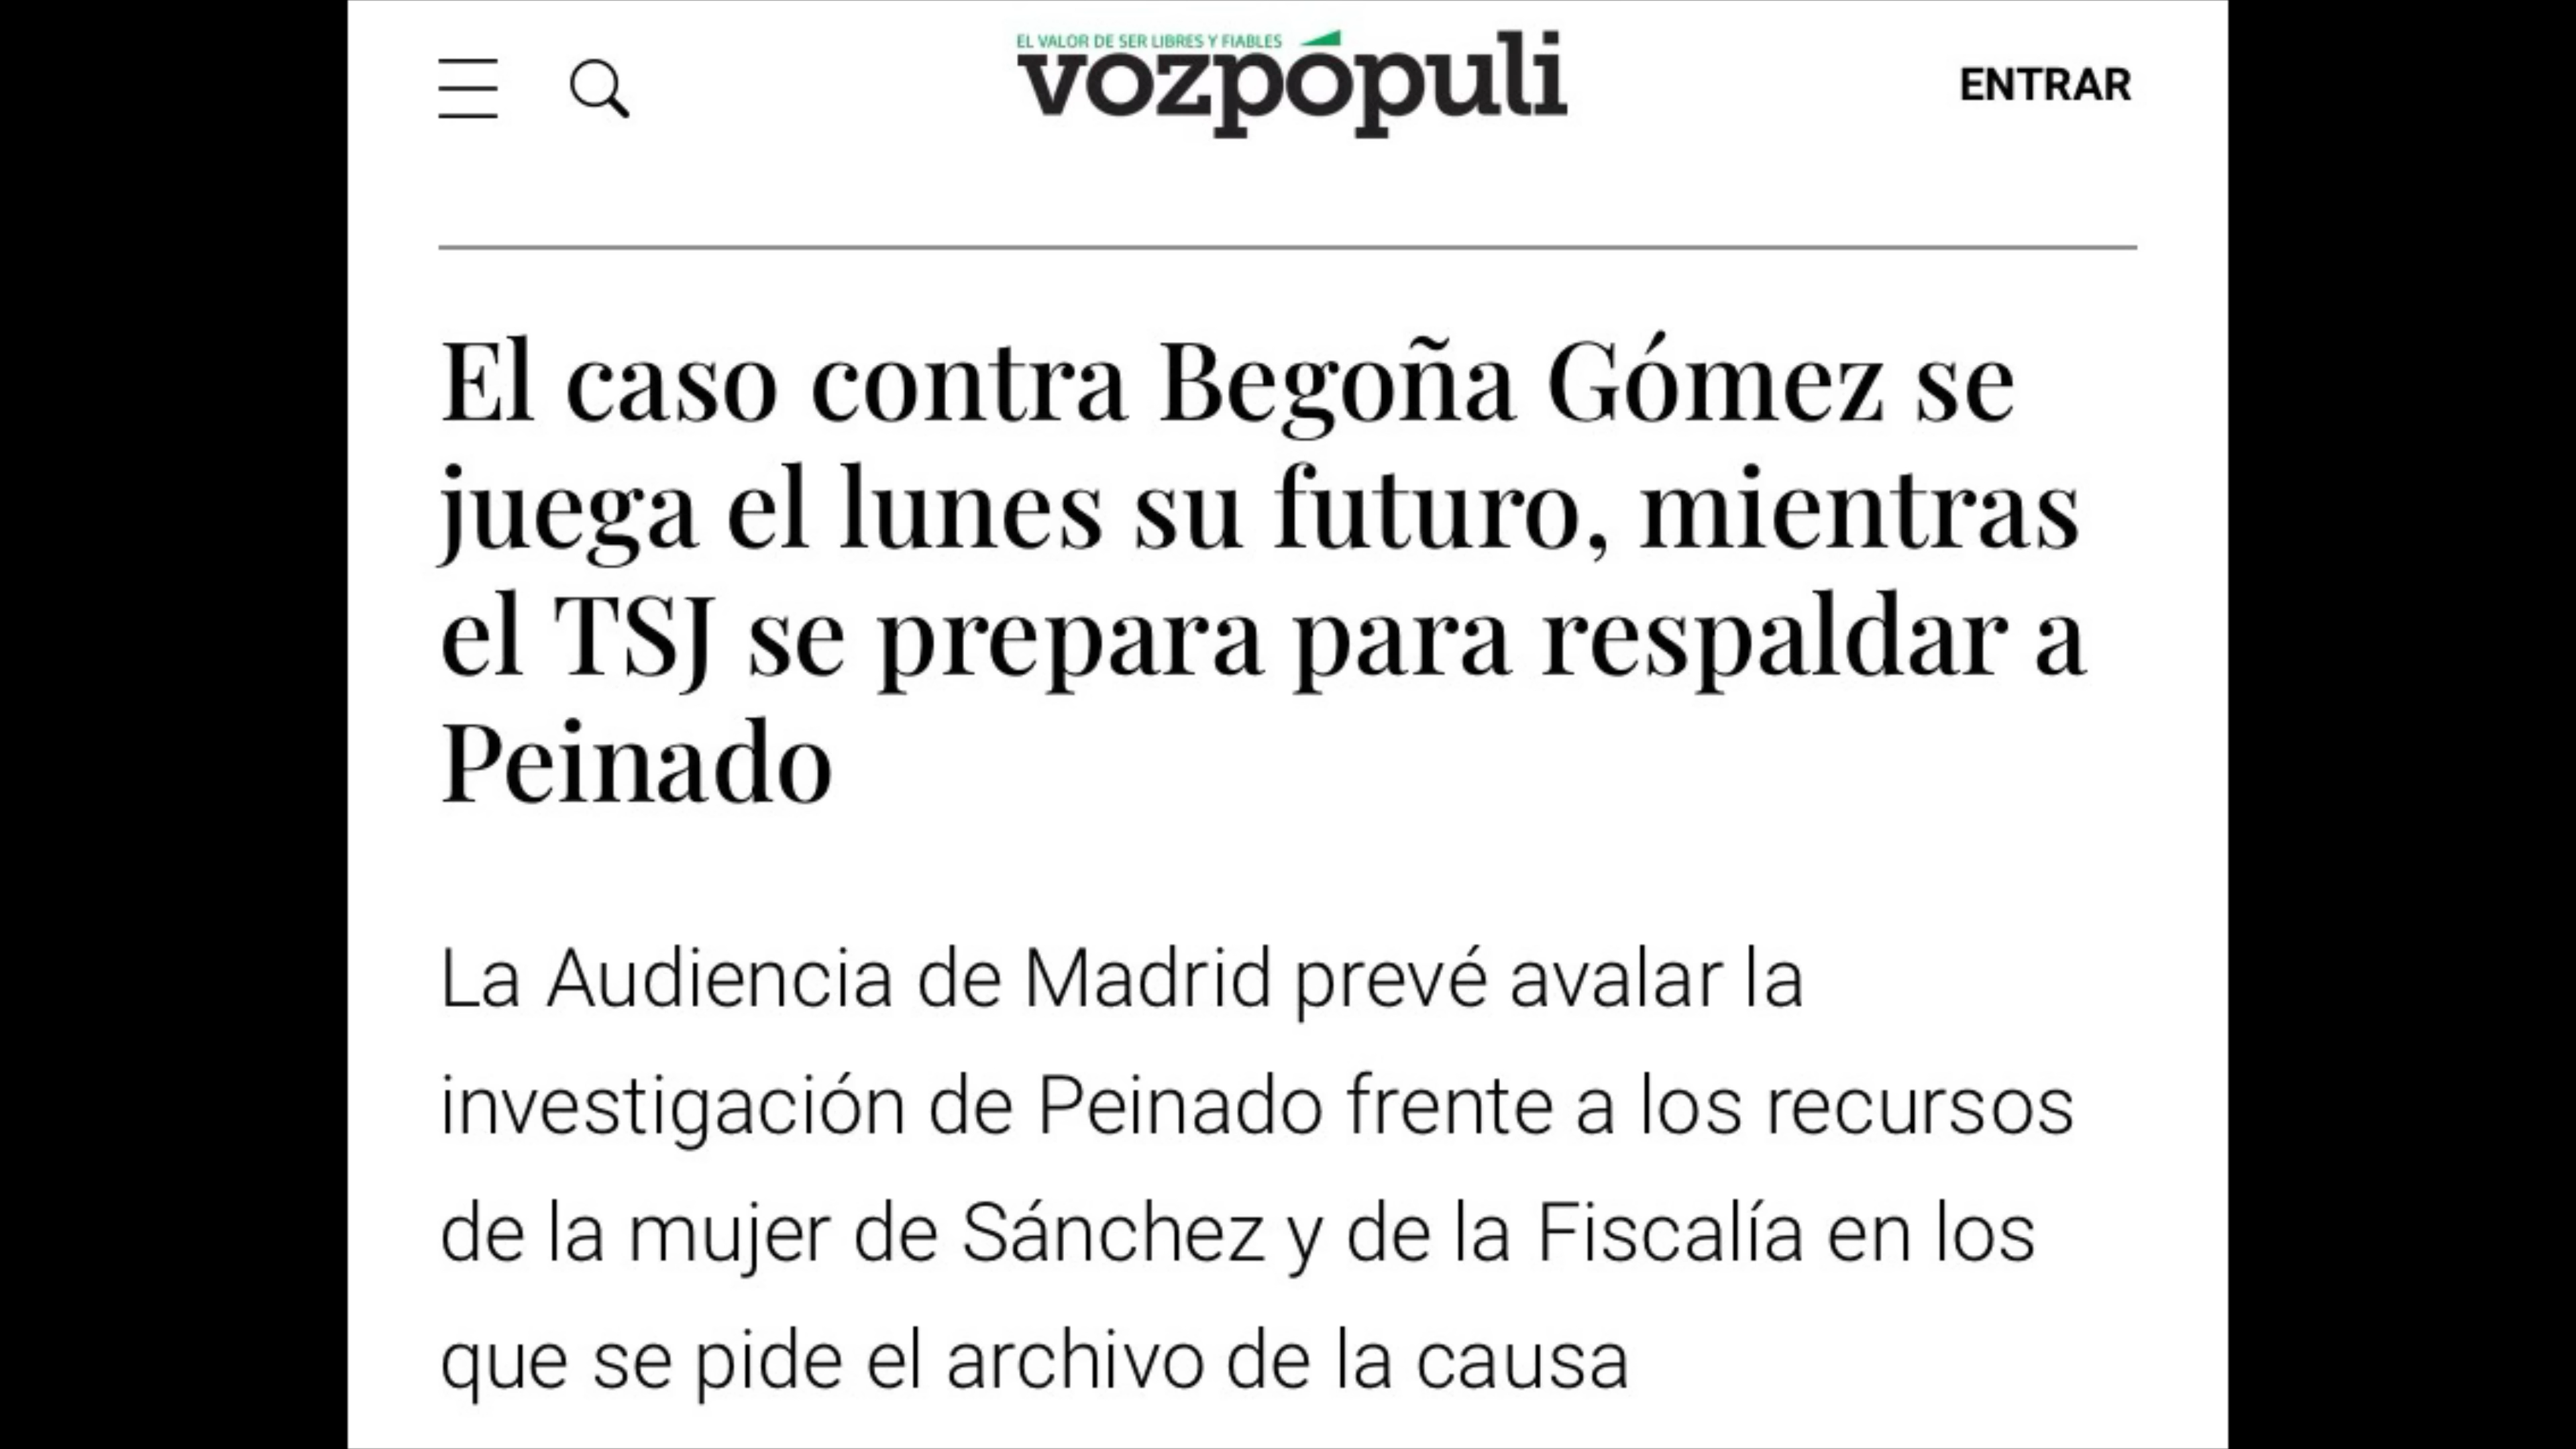 EL VALOR DE SER LIBRES Y FIABLES
vozpópuli
ENTRAR
El caso contra Begoña Gómez se
juega el lunes su futuro, mientras
el TSJ se prepara para respaldar a
Peinado
La Audiencia de Madrid prevé avalar la
investigación de Peinado frente a los recursos
de la mujer de Sánchez y de la Fiscalía en los
que se pide el archivo de la causa